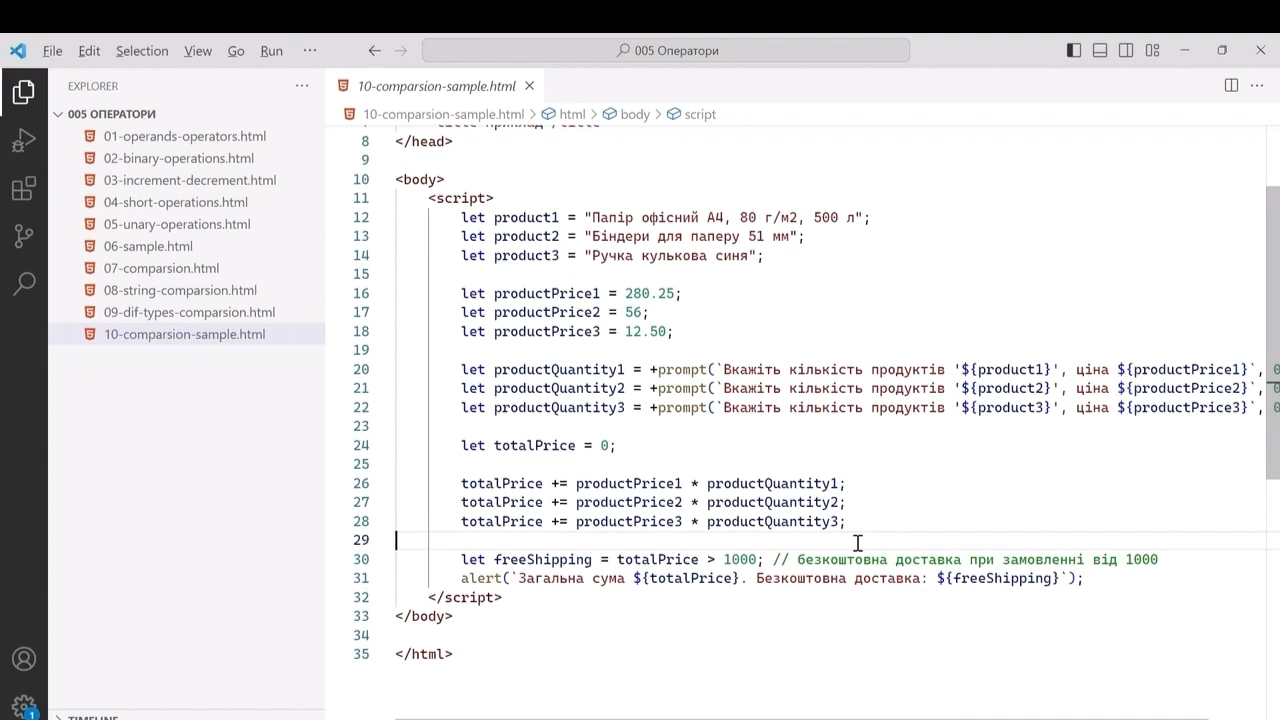 File Edit Selection View Go Run ··· 005 Оператори
EXPLORER ···
005 ОПЕРАТОРИ
01-operands-operators.html
02-binary-operations.html
03-increment-decrement.html
04-short-operations.html
05-unary-operations.html
06-sample.html
07-comparsion.html
08-string-comparsion.html
09-dif-types-comparsion.html
10-comparsion-sample.html
TIMELINE
1
10-comparsion-sample.html
10-comparsion-sample.html > html > body > script
8 </head>
9
10 <body>
11 <script>
12 let product1 = "Папір офісний А4, 80 г/м2, 500 л";
13 let product2 = "Біндери для паперу 51 мм";
14 let product3 = "Ручка кулькова синя";
15
16 let productPrice1 = 280.25;
17 let productPrice2 = 56;
18 let productPrice3 = 12.50;
19
20 let productQuantity1 = +prompt(`Вкажіть кількість продуктів '${product1}', ціна ${productPrice1}`, 0
21 let productQuantity2 = +prompt(`Вкажіть кількість продуктів '${product2}', ціна ${productPrice2}`, 0
22 let productQuantity3 = +prompt(`Вкажіть кількість продуктів '${product3}', ціна ${productPrice3}`, 0
23
24 let totalPrice = 0;
25
26 totalPrice += productPrice1 * productQuantity1;
27 totalPrice += productPrice2 * productQuantity2;
28 totalPrice += productPrice3 * productQuantity3;
29
30 let freeShipping = totalPrice > 1000; // безкоштовна доставка при замовленні від 1000
31 alert(`Загальна сума ${totalPrice}. Безкоштовна доставка: ${freeShipping}`);
32 </script>
33 </body>
34
35 </html>